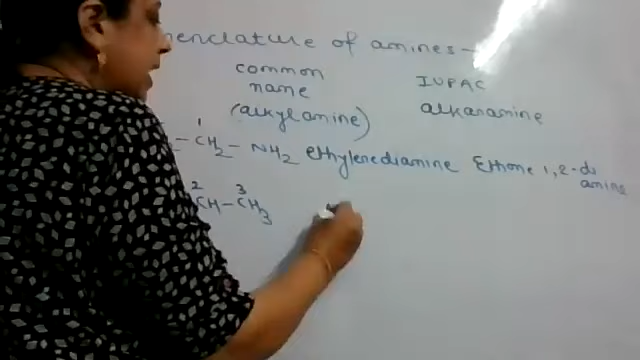 nenclature of amines-
common name
IUPAC
(alkylamine)
alkanamine
-CH2- NH2 ethylenediamine Ethane 1,2-di amine
1
2 3
CH-CH3